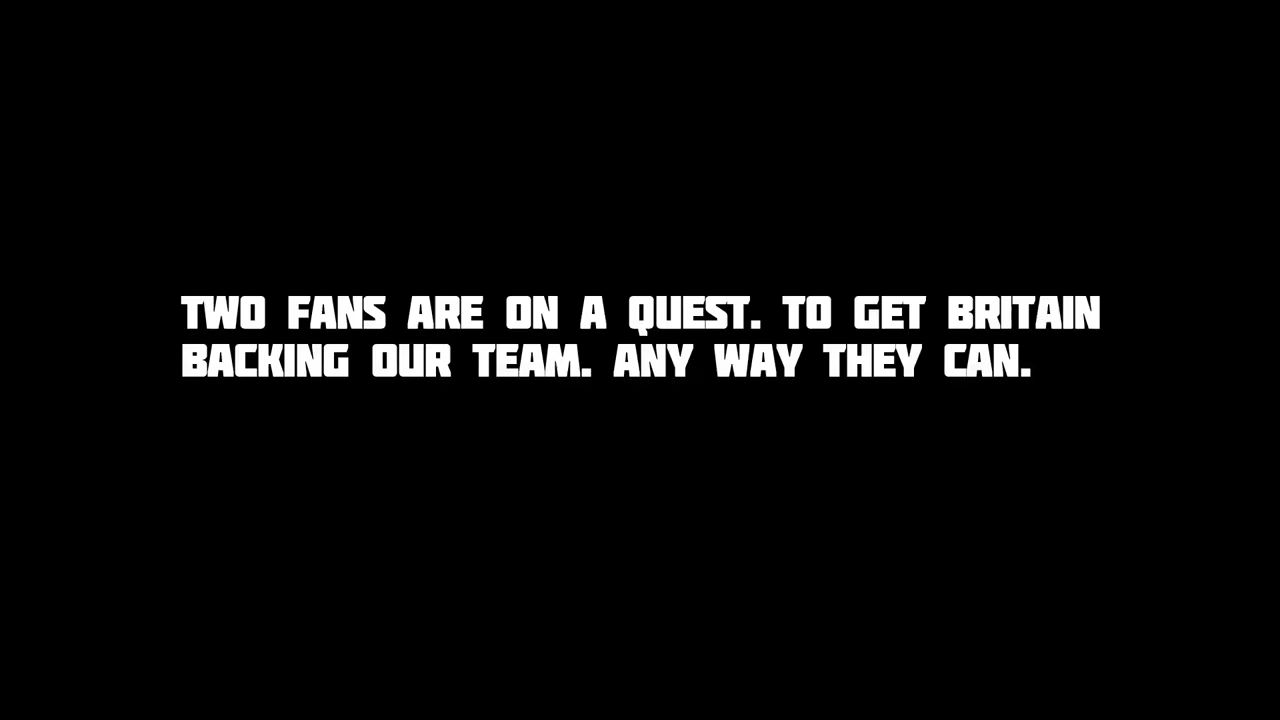 TWO FANS ARE ON A QUEST. TO GET BRITAIN
BACKING OUR TEAM. ANY WAY THEY CAN.